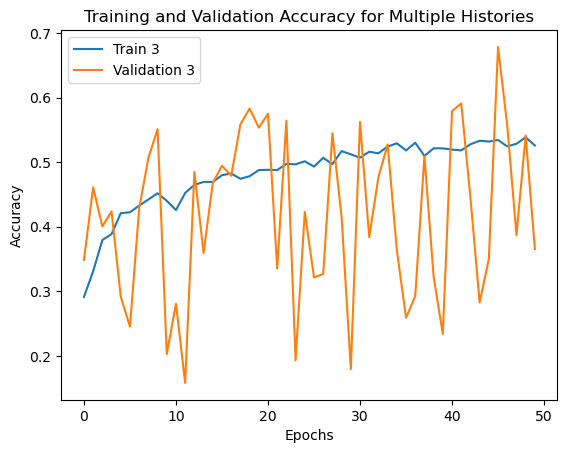 Training and Validation Accuracy for Multiple Histories
Train 3
Validation 3
Accuracy
0.7
0.6
0.5
0.4
0.3
0.2
0 10 20 30 40 50
Epochs